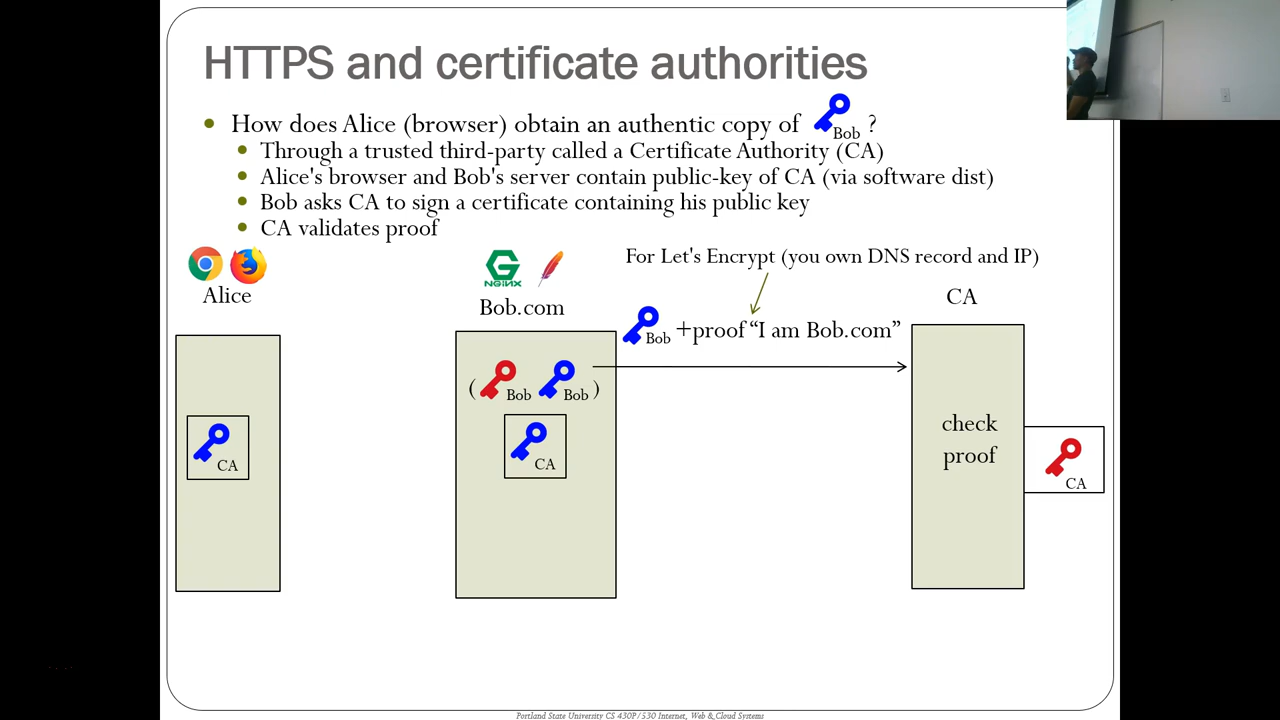 HTTPS and certificate authorities
How does Alice (browser) obtain an authentic copy of Bob ?
Through a trusted third-party called a Certificate Authority (CA)
Alice's browser and Bob's server contain public-key of CA (via software dist)
Bob asks CA to sign a certificate containing his public key
CA validates proof
For Let's Encrypt (you own DNS record and IP)
NGINX
Alice
Bob.com
CA
Bob +proof “I am Bob.com”
( Bob Bob )
check
proof
CA
CA
CA
Portland State University CS 430P/530 Internet, Web & Cloud Systems